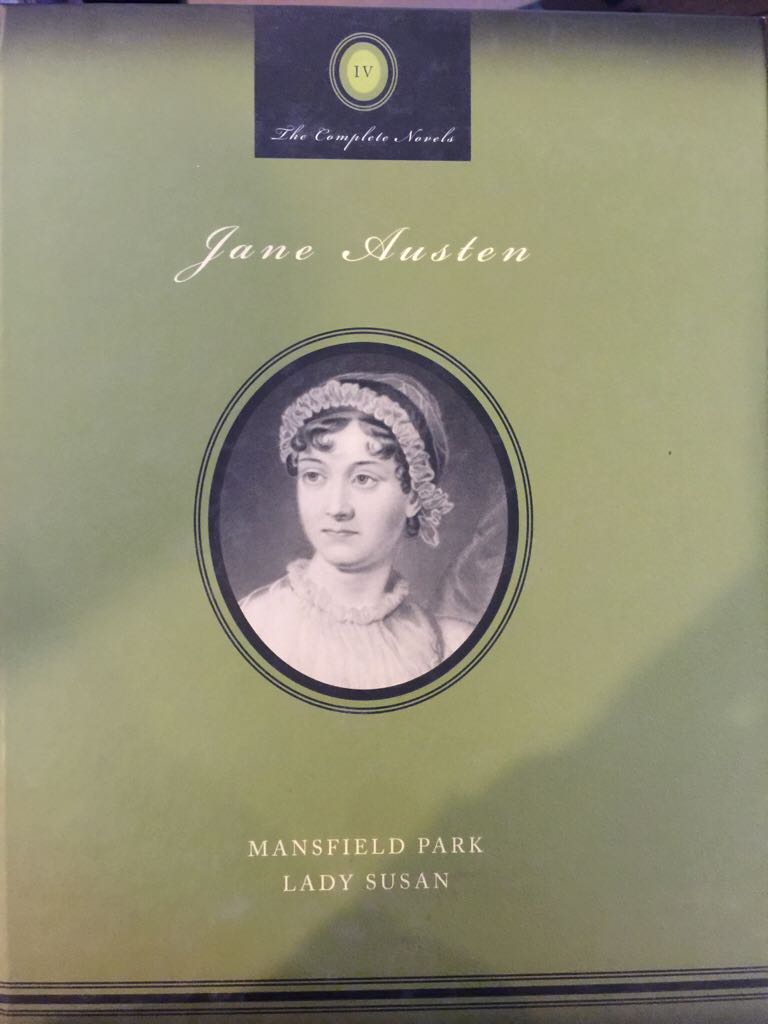 IV
The Complete Novels
Jane Austen
MANSFIELD PARK
LADY SUSAN